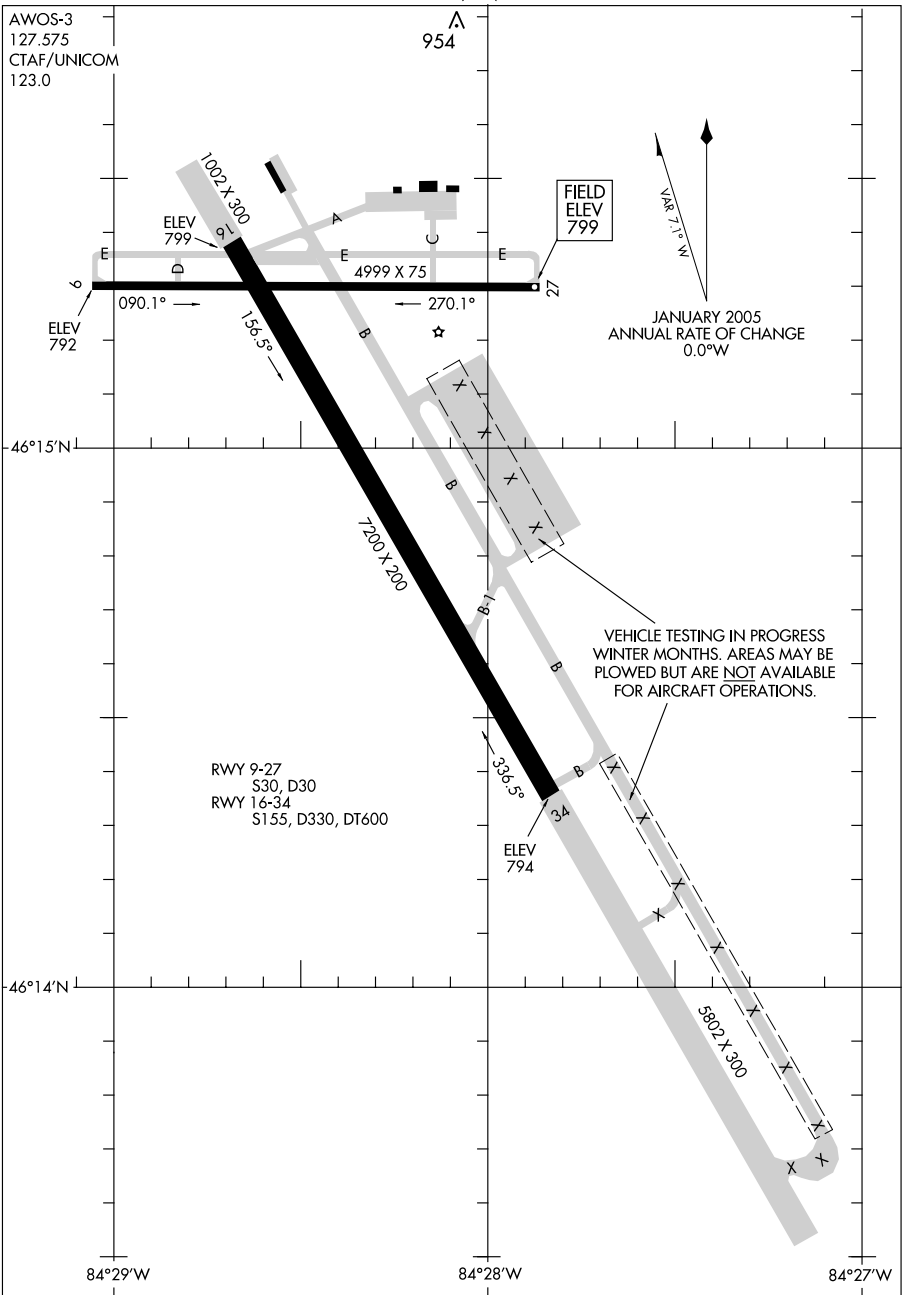 AWOS-3
127.575
CTAF/UNICOM
123.0
954
1002 X 300
16
ELEV
799
A
C
FIELD
ELEV
799
VAR 7.1° W
E
D
E
E
4999 X 75
9
27
090.1°
270.1°
ELEV
792
JANUARY 2005
ANNUAL RATE OF CHANGE
0.0°W
156.5°
B
X
46°15'N
X
X
B
X
7200 X 200
B-1
VEHICLE TESTING IN PROGRESS
WINTER MONTHS. AREAS MAY BE
PLOWED BUT ARE NOT AVAILABLE
FOR AIRCRAFT OPERATIONS.
B
RWY 9-27
S30, D30
RWY 16-34
S155, D330, DT600
336.5°
B
X
34
X
ELEV
794
X
X
X
46°14'N
X
5802 X 300
X
X
X
X
84°29'W
84°28'W
84°27'W